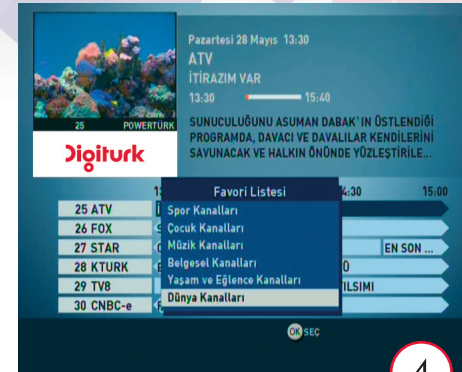 Pazartesi 28 Mayıs 13:30
ATV
İTİRAZIM VAR
13:30 15:40
25 POWERTÜRK
SUNUCULUĞUNU ASUMAN DABAK'IN ÜSTLENDİĞİ
PROGRAMDA, DAVACI VE DAVALILAR KENDİLERİNİ
SAVUNACAK VE HALKIN ÖNÜNDE YÜZLEŞTİRİLE...
Digiturk
Favori Listesi
15:00
Spor Kanalları
Çocuk Kanalları
Müzik Kanalları
Belgesel Kanalları
Yaşam ve Eğlence Kanalları
Dünya Kanalları
25 ATV
26 FOX
27 STAR EN SON ...
28 KTURK
29 TV8
30 CNBC-e
OK SEÇ
4